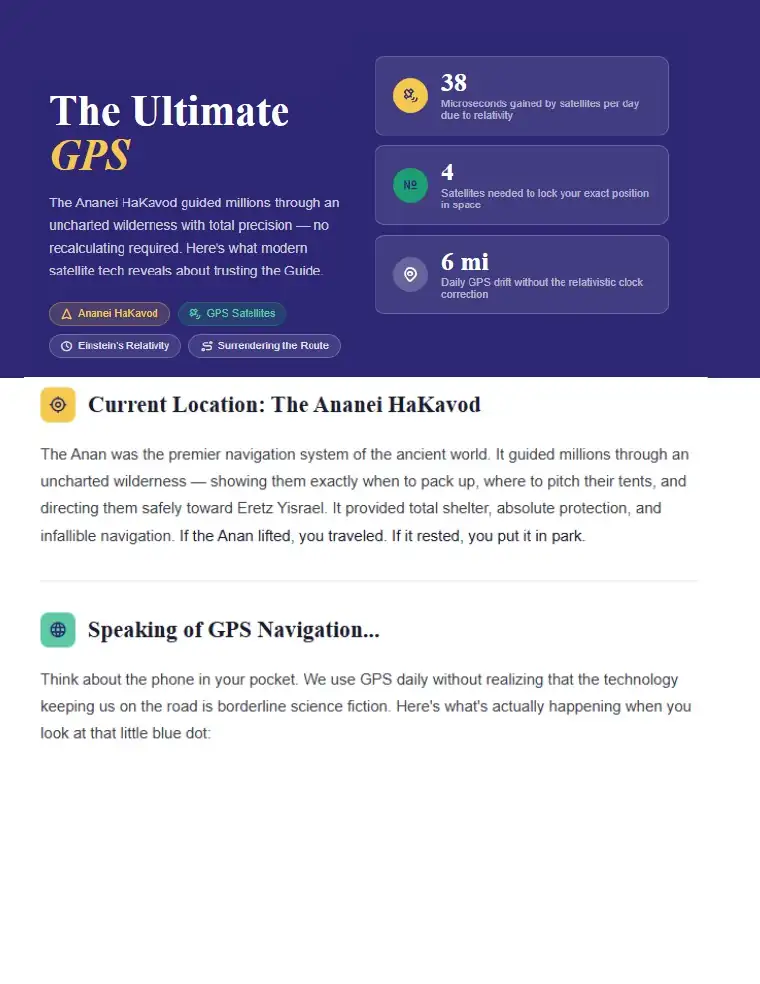 The Ultimate
GPS
The Ananei HaKavod guided millions through an
uncharted wilderness with total precision — no
recalculating required. Here's what modern
satellite tech reveals about trusting the Guide.
Ananei HaKavod
GPS Satellites
Einstein's Relativity
Surrendering the Route
38
Microseconds gained by satellites per day
due to relativity
Nº
4
Satellites needed to lock your exact position
in space
6 mi
Daily GPS drift without the relativistic clock
correction
Current Location: The Ananei HaKavod
The Anan was the premier navigation system of the ancient world. It guided millions through an
uncharted wilderness — showing them exactly when to pack up, where to pitch their tents, and
directing them safely toward Eretz Yisrael. It provided total shelter, absolute protection, and
infallible navigation. If the Anan lifted, you traveled. If it rested, you put it in park.
Speaking of GPS Navigation...
Think about the phone in your pocket. We use GPS daily without realizing that the technology
keeping us on the road is borderline science fiction. Here's what's actually happening when you
look at that little blue dot: